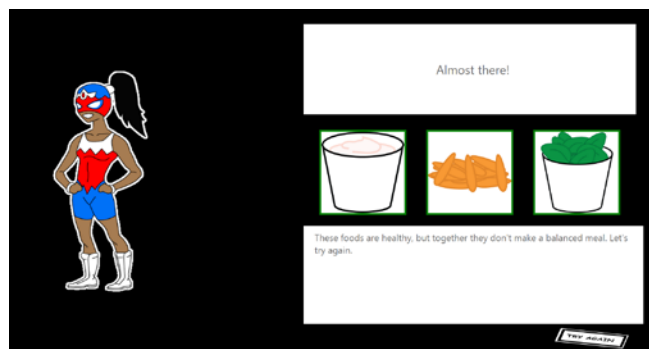 Almost there!
These foods are healthy, but together they don't make a balanced meal. Let's
try again.
TRY AGAIN